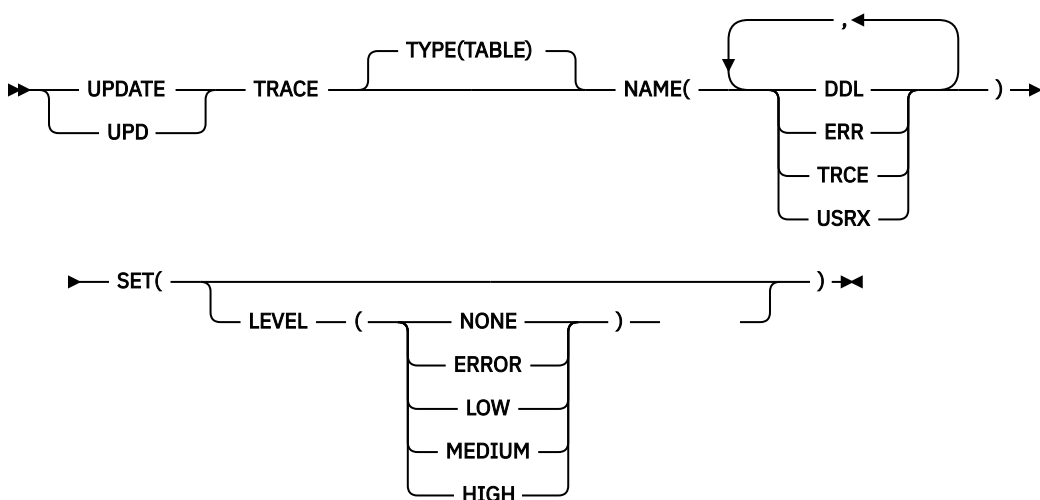 ,
TYPE(TABLE)
UPDATE TRACE NAME( DDL )
UPD ERR
TRCE
USRX
SET( )
LEVEL ( NONE )
ERROR
LOW
MEDIUM
HIGH